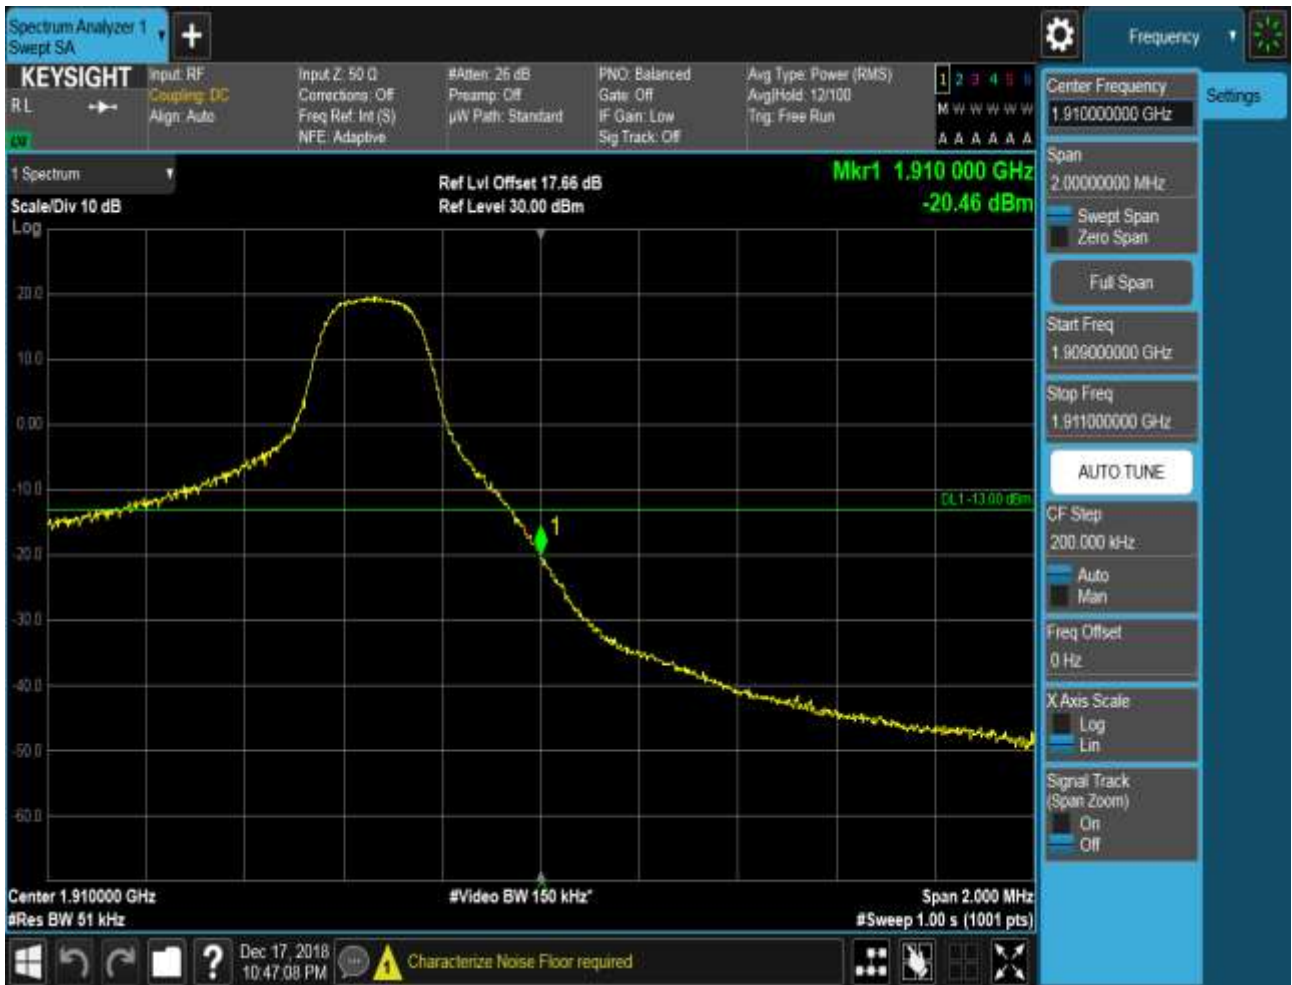 Spectrum Analyzer 1
Swept SA
Frequency
KEYSIGHT
Input: RF
Coupling: DC
Align: Auto
Input Z: 50 Ω
Corrections: Off
Freq Ref: Int (S)
NFE: Adaptive
#Atten: 26 dB
Preamp: Off
µW Path: Standard
PNO: Balanced
Gate: Off
IF Gain: Low
Sig Track: Off
Avg Type: Power (RMS)
Avg|Hold: 12/100
Trig: Free Run
1 2 3 4 5 6
M W W W W W
A A A A A A
R L
1 Spectrum
Scale/Div 10 dB
Log
Ref Lvl Offset 17.66 dB
Ref Level 30.00 dBm
Mkr1 1.910 000 GHz
-20.46 dBm
20.0
10.0
0.00
-10.0
-20.0
-30.0
-40.0
-50.0
-60.0
DL1 -13.00 dBm
1
Center 1.910000 GHz
#Res BW 51 kHz
#Video BW 150 kHz*
Span 2.000 MHz
#Sweep 1.00 s (1001 pts)
Center Frequency
1.910000000 GHz
Settings
Span
2.00000000 MHz
Swept Span
Zero Span
Full Span
Start Freq
1.909000000 GHz
Stop Freq
1.911000000 GHz
AUTO TUNE
CF Step
200.000 kHz
Auto
Man
Freq Offset
0 Hz
X Axis Scale
Log
Lin
Signal Track
(Span Zoom)
On
Off
?
Dec 17, 2018
10:47:08 PM
1
Characterize Noise Floor required